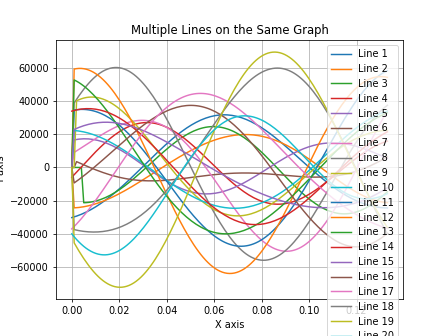 Multiple Lines on the Same Graph
60000
40000
20000
0
−20000
−40000
−60000
0.00
0.02
0.04
0.06
0.08
0.10
X axis
Line 1
Line 2
Line 3
Line 4
Line 5
Line 6
Line 7
Line 8
Line 9
Line 10
Line 11
Line 12
Line 13
Line 14
Line 15
Line 16
Line 17
Line 18
Line 19
Line 20